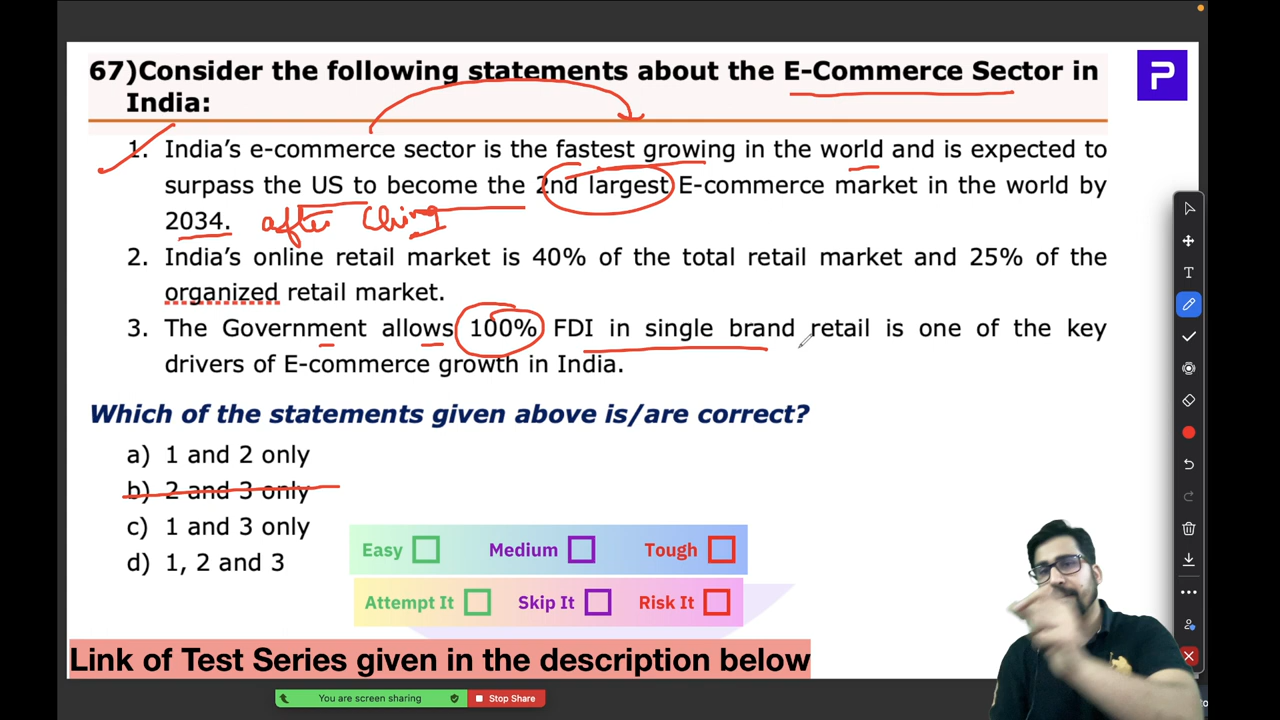 67)Consider the following statements about the E-Commerce Sector in
India:
1. India's e-commerce sector is the fastest growing in the world and is expected to
surpass the US to become the 2nd largest E-commerce market in the world by
2034. after China
2. India's online retail market is 40% of the total retail market and 25% of the
organized retail market.
3. The Government allows 100% FDI in single brand retail is one of the key
drivers of E-commerce growth in India.
Which of the statements given above is/are correct?
a) 1 and 2 only
b) 2 and 3 only
c) 1 and 3 only
d) 1, 2 and 3
Easy Medium Tough
Attempt It Skip It Risk It
Link of Test Series given in the description below
You are screen sharing Stop Share